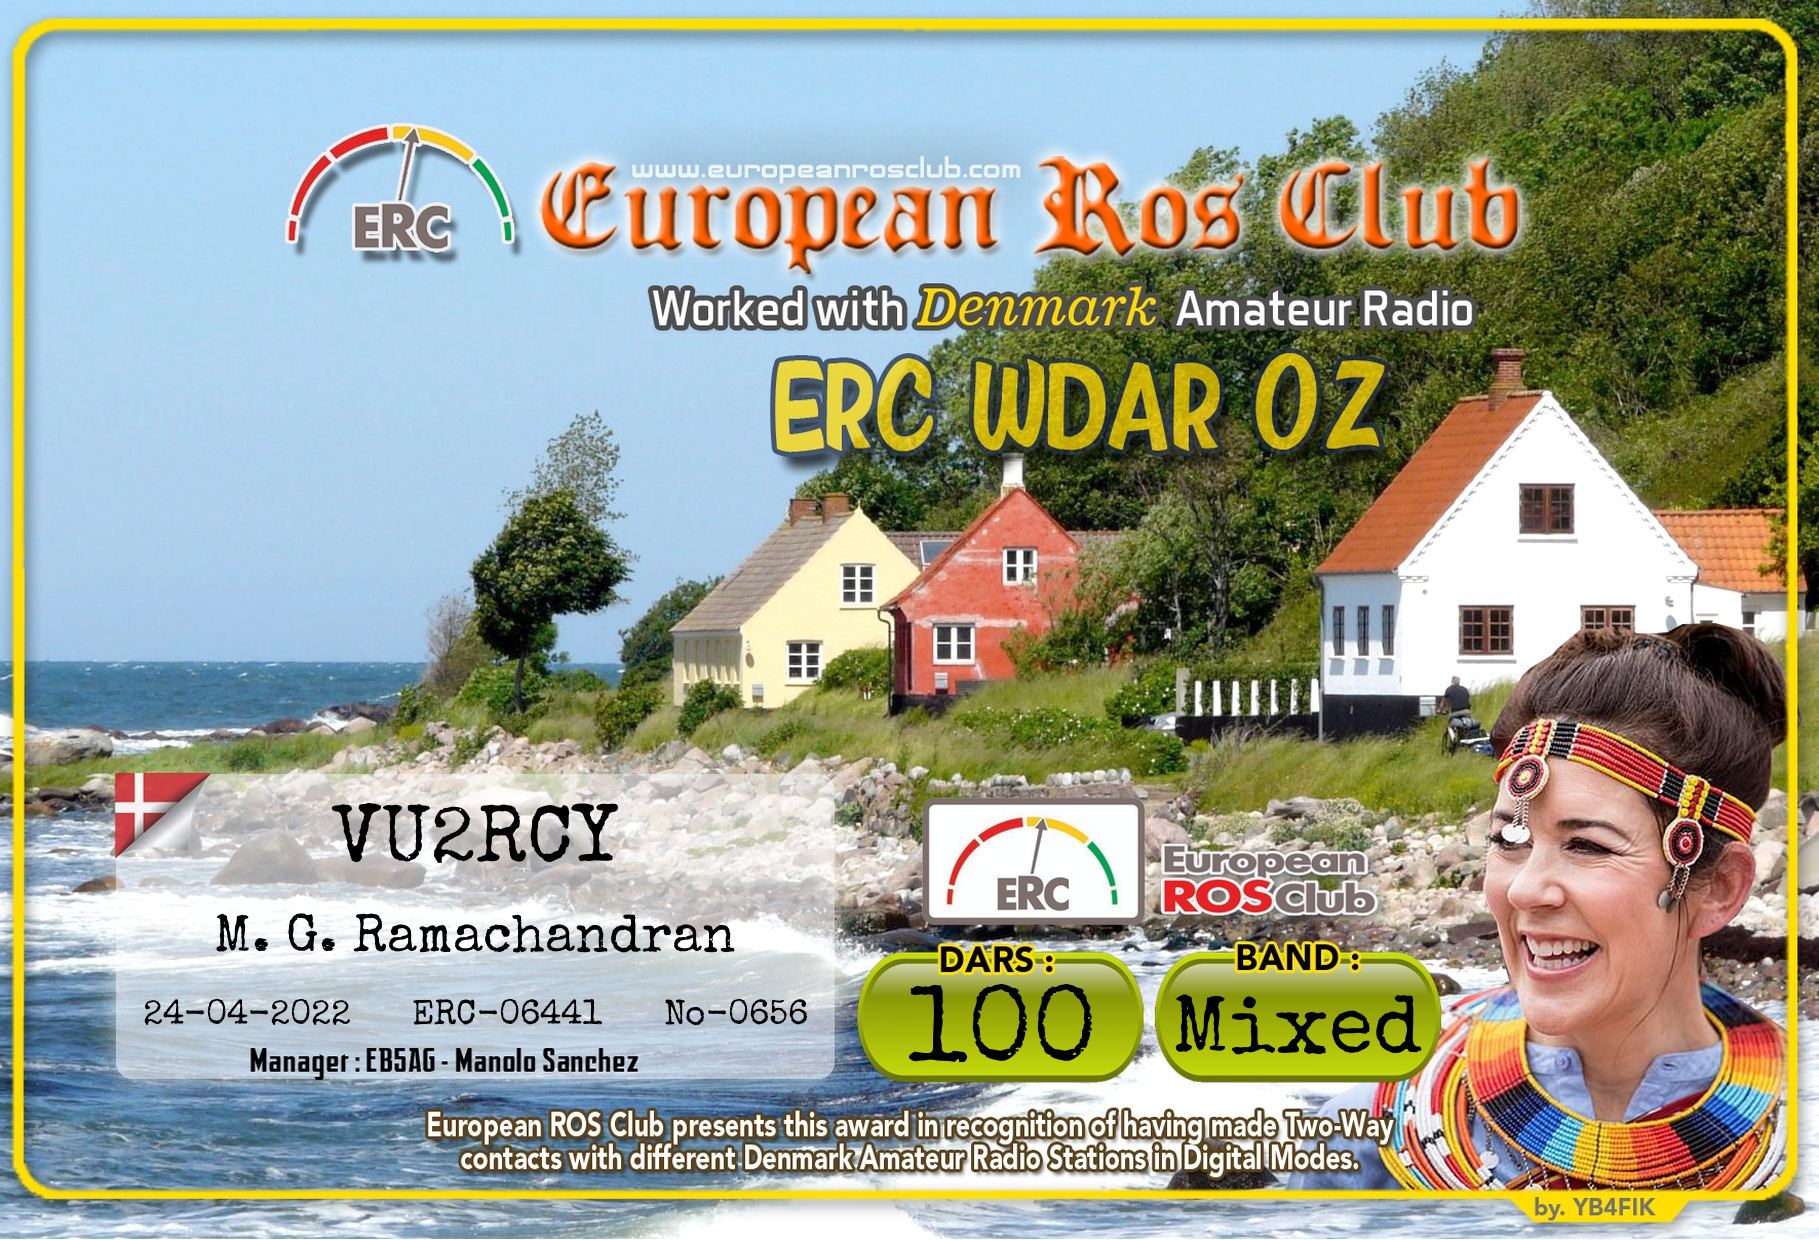 www.europeanrosclub.com
ERC
European Ros Club
Worked with Denmark Amateur Radio
ERC WDAR OZ
VU2RCY
M. G. Ramachandran
24-04-2022 ERC-06441 No-0656
Manager : EB5AG - Manolo Sanchez
ERC
European
ROSClub
DARS :
100
BAND :
Mixed
European ROS Club presents this award in recognition of having made Two-Way
contacts with different Denmark Amateur Radio Stations in Digital Modes.
by. YB4FIK